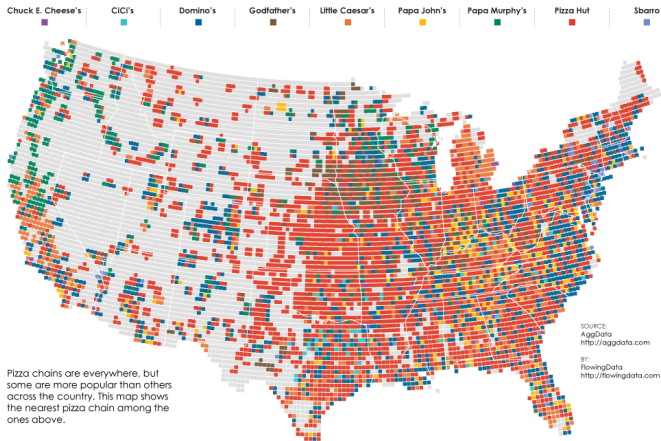 Chuck E. Cheese's CiCi's Domino's Godfather's Little Caesar's Papa John's Papa Murphy's Pizza Hut Sbarro
SOURCE:
AggData
http://aggdata.com
BY:
FlowingData
http://flowingdata.com
Pizza chains are everywhere, but
some are more popular than others
across the country. This map shows
the nearest pizza chain among the
ones above.